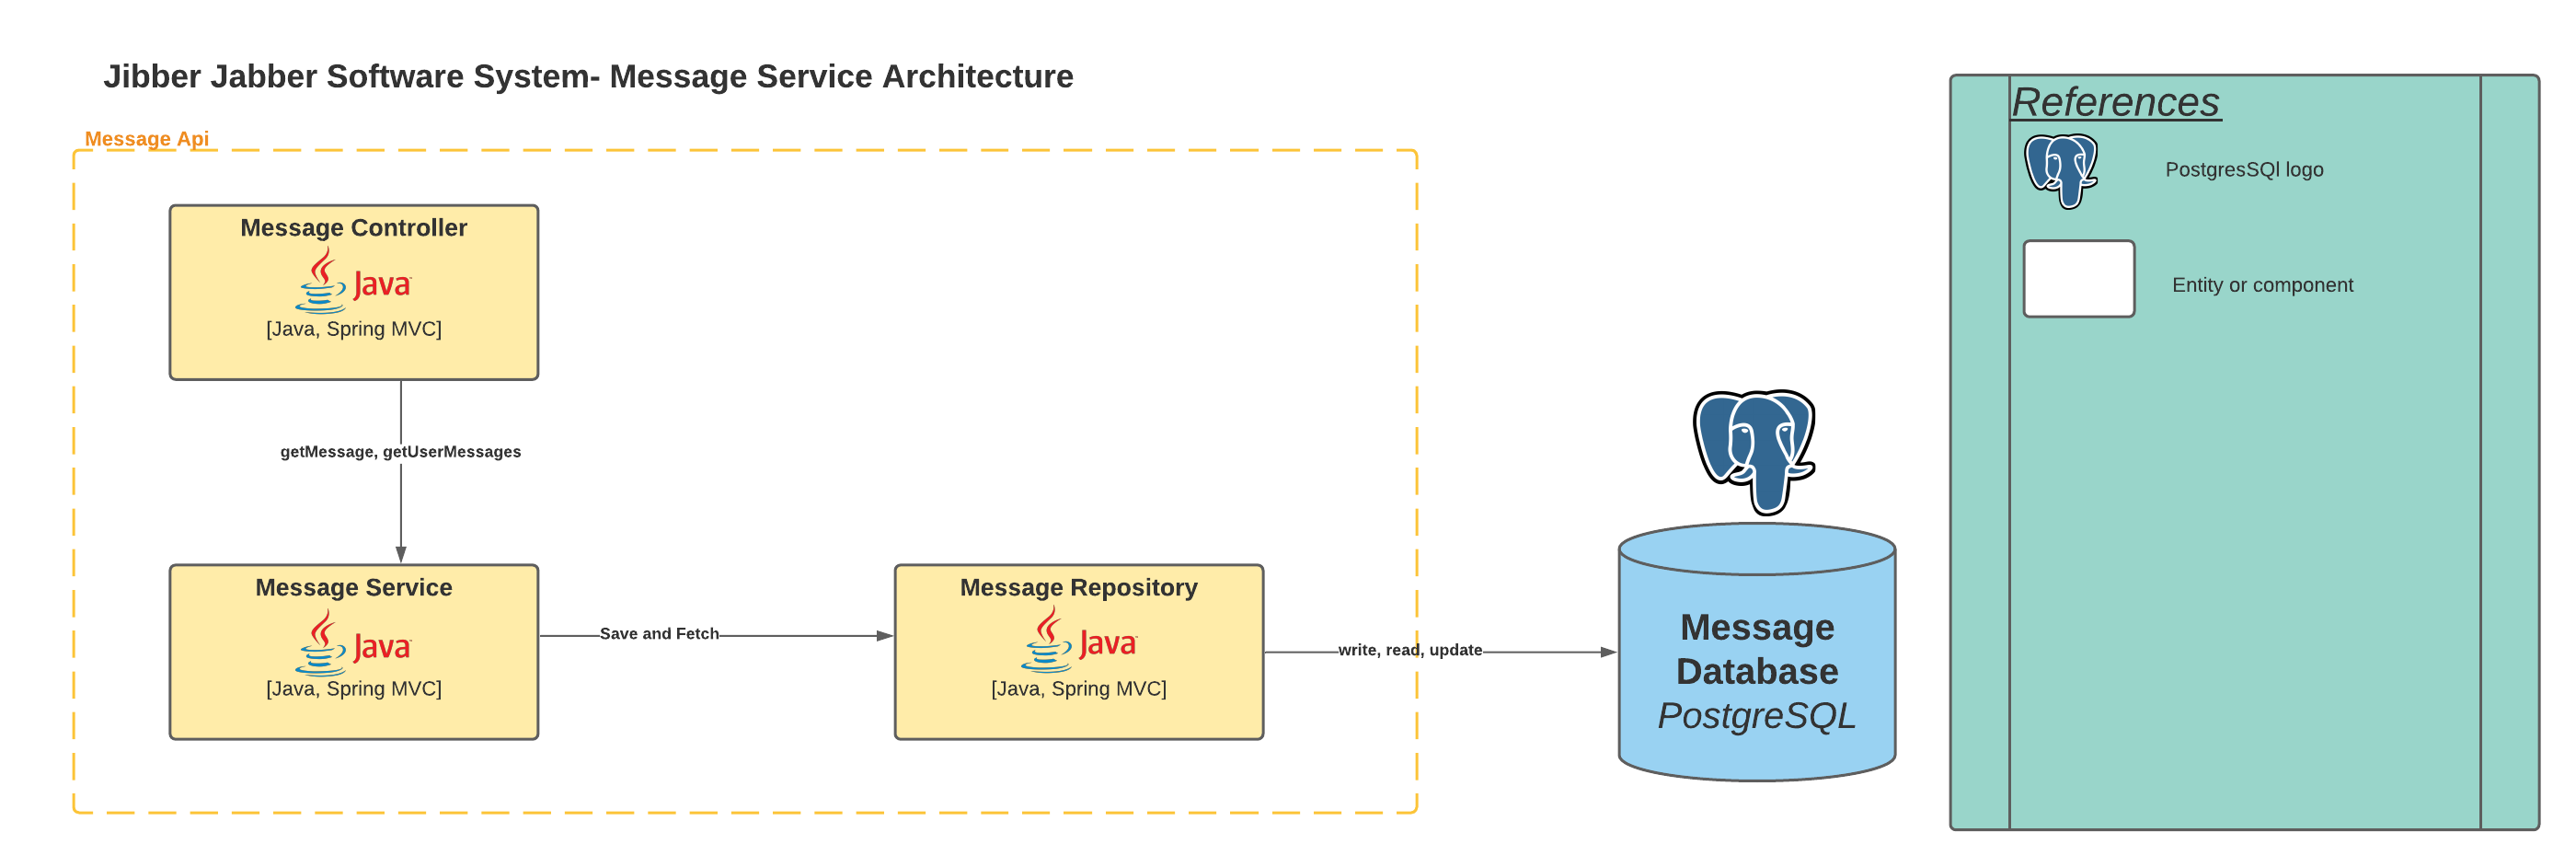 Jibber Jabber Software System- Message Service Architecture
Message Api
Message Controller
Java
[Java, Spring MVC]
getMessage, getUserMessages
Message Service
Java
[Java, Spring MVC]
Save and Fetch
Message Repository
Java
[Java, Spring MVC]
write, read, update
Message
Database
PostgreSQL
References
PostgresSQl logo
Entity or component